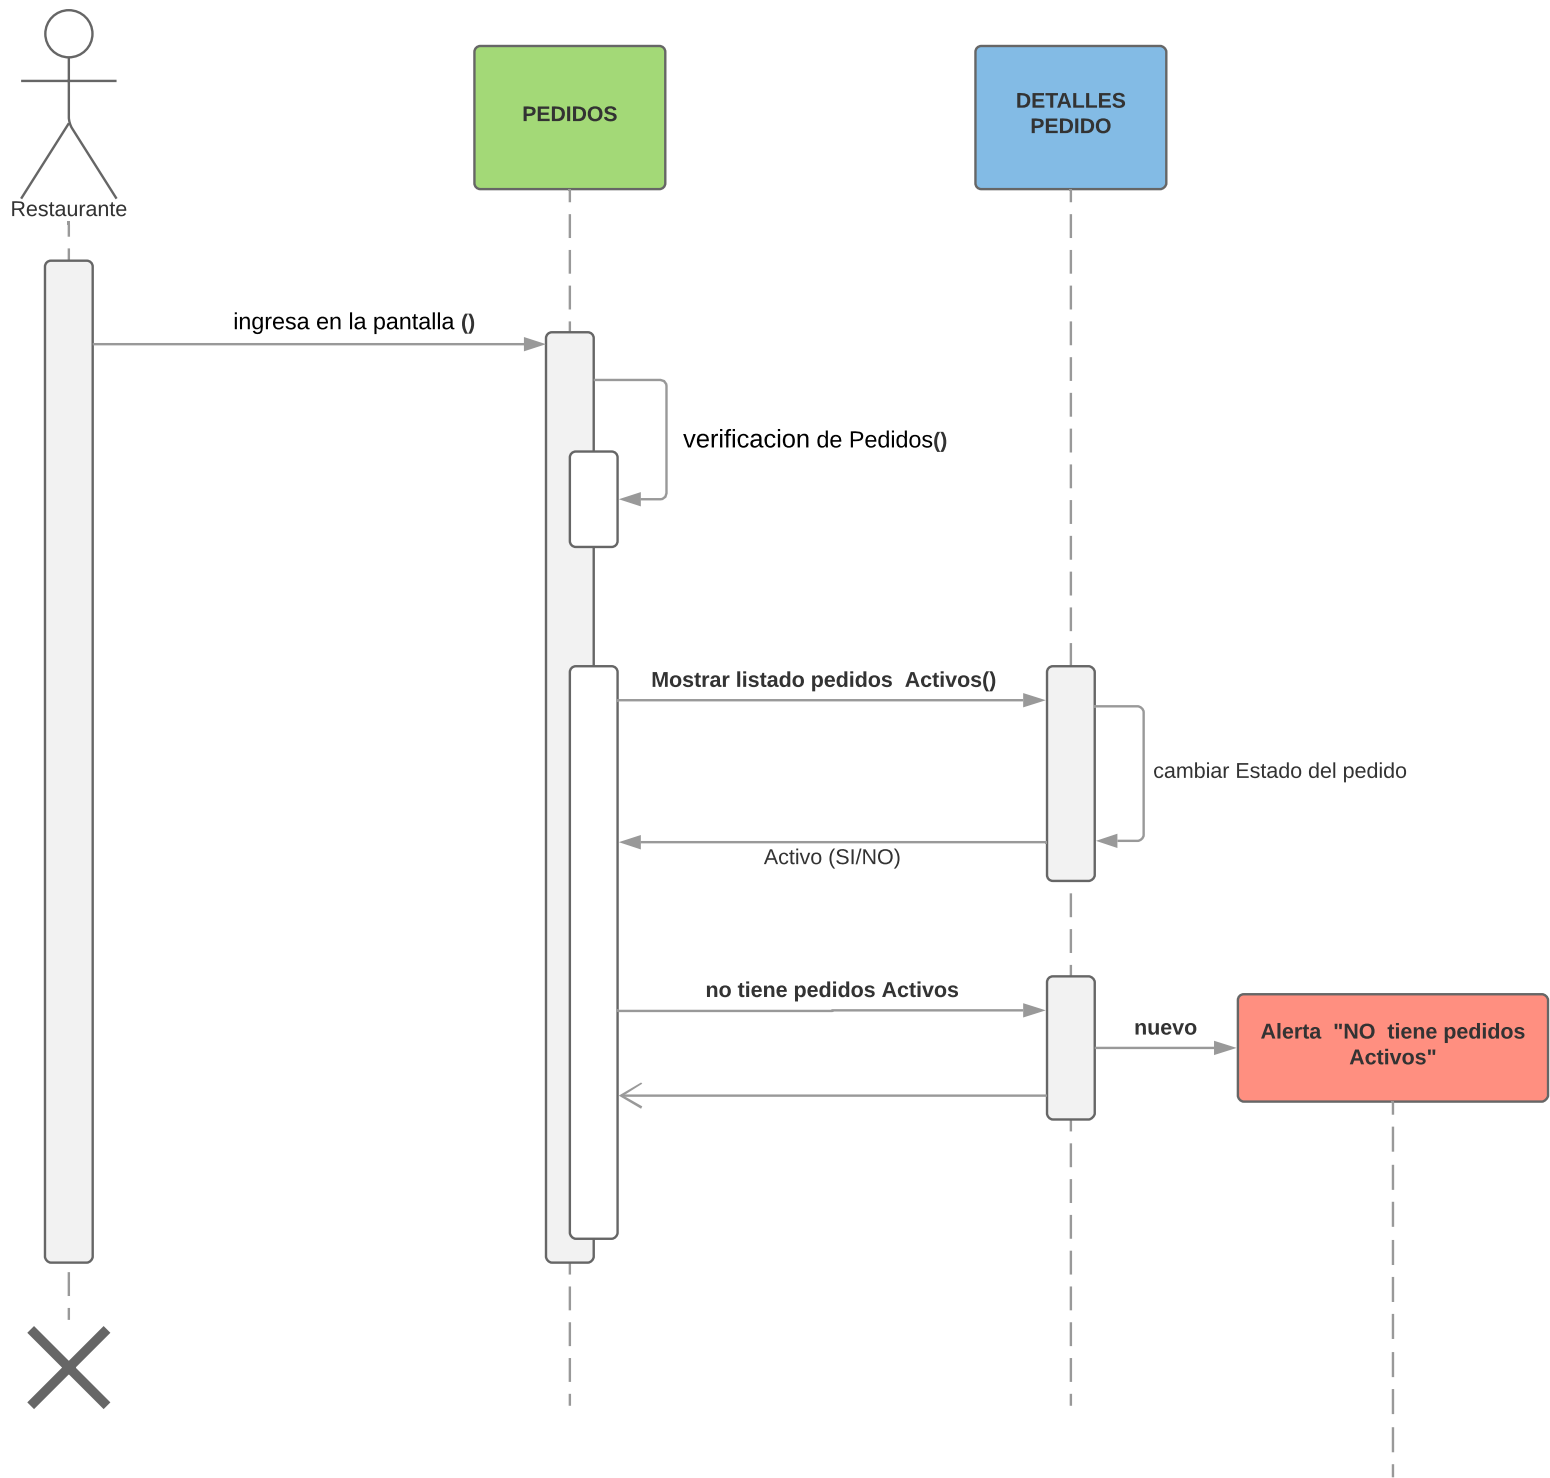 Restaurante
PEDIDOS
DETALLES
PEDIDO
ingresa en la pantalla ()
verificacion de Pedidos()
Mostrar listado pedidos  Activos()
cambiar Estado del pedido
Activo (SI/NO)
no tiene pedidos Activos
nuevo
Alerta  "NO  tiene pedidos
Activos"